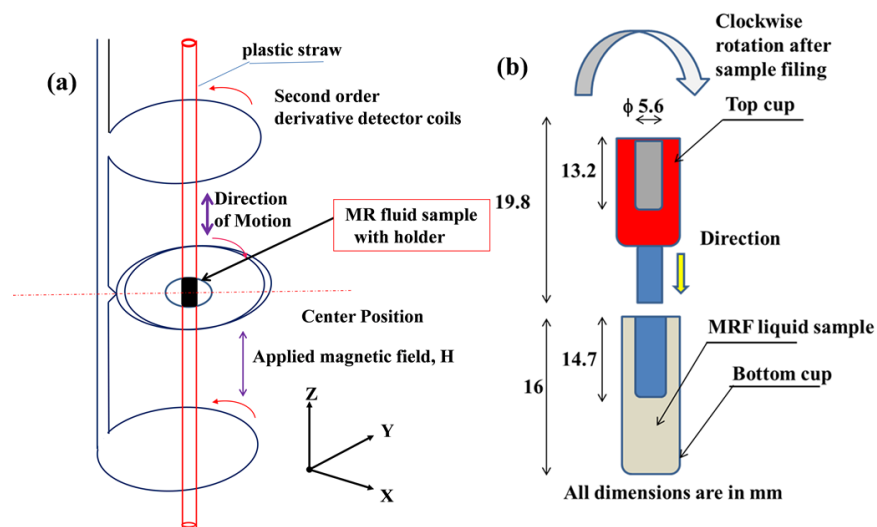 (a)
plastic straw
Second order
derivative detector coils
Direction
of Motion
MR fluid sample
with holder
Center Position
Applied magnetic field, H
Z
Y
X
(b)
Clockwise
rotation after
sample filing
ϕ 5.6
Top cup
13.2
19.8
Direction
MRF liquid sample
14.7
16
Bottom cup
All dimensions are in mm